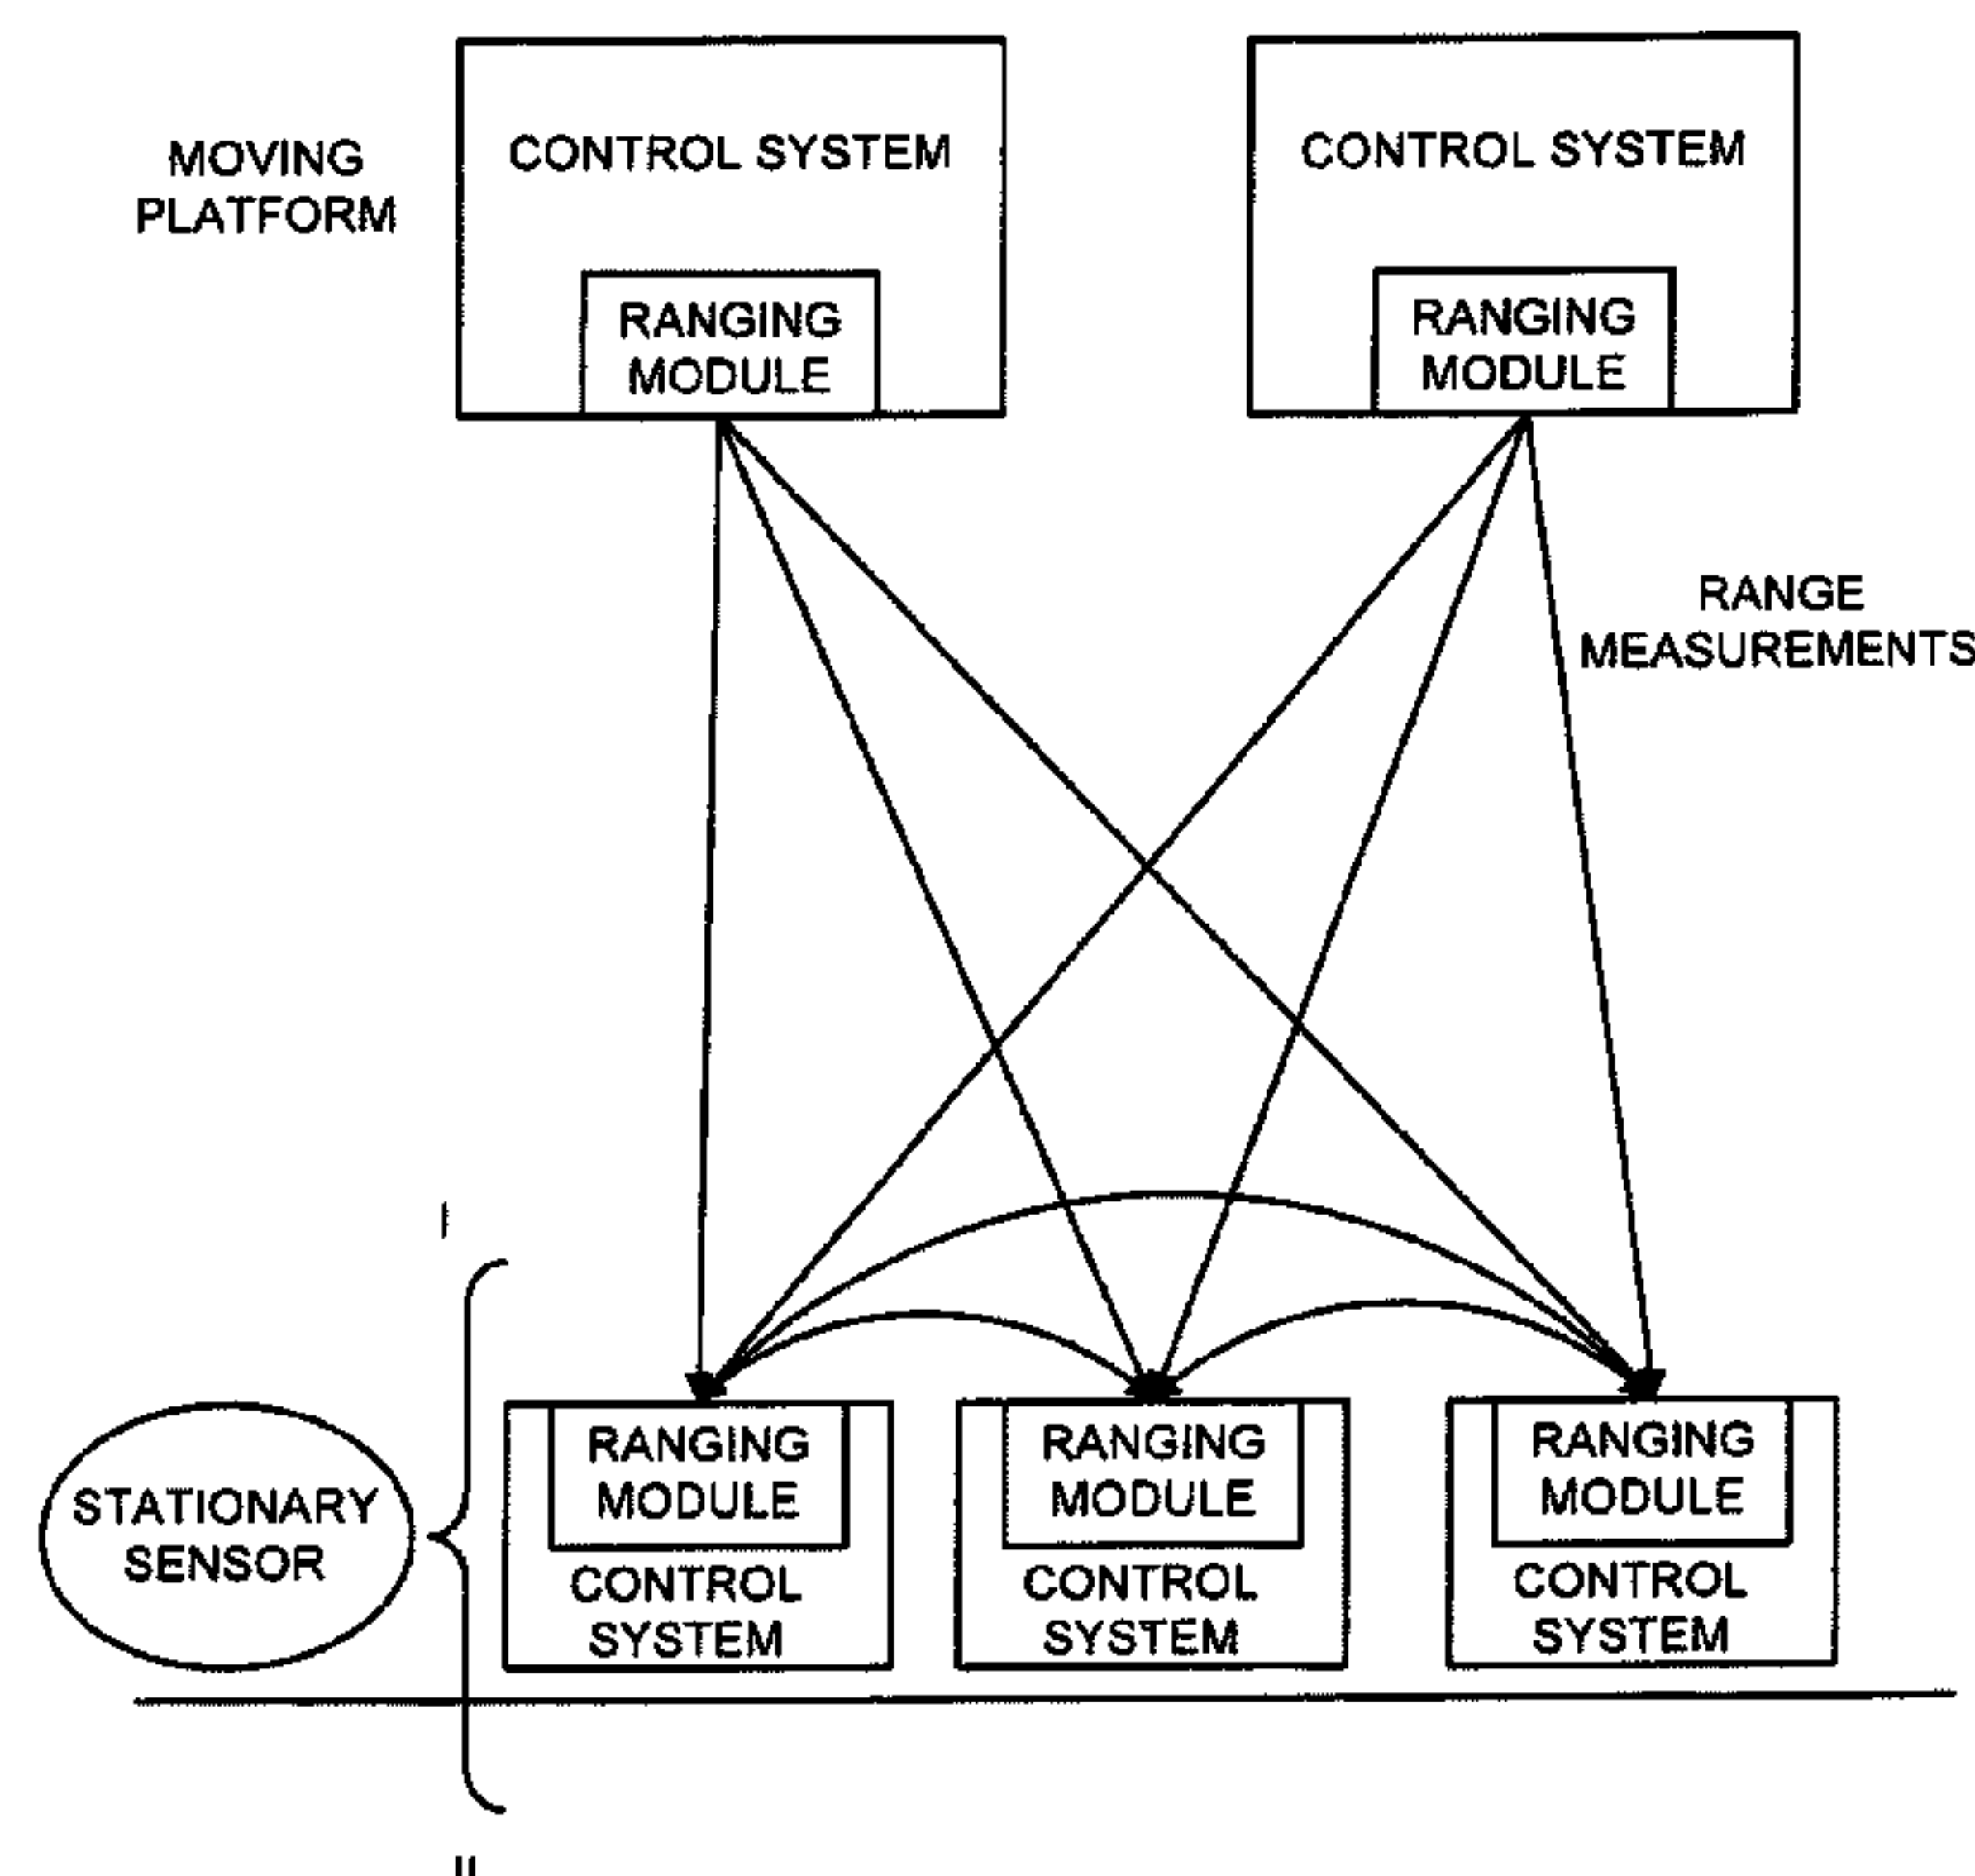 MOVING
PLATFORM
CONTROL SYSTEM
RANGING
MODULE
CONTROL SYSTEM
RANGING
MODULE
RANGE
MEASUREMENTS
I
STATIONARY
SENSOR
RANGING
MODULE
CONTROL
SYSTEM
RANGING
MODULE
CONTROL
SYSTEM
RANGING
MODULE
CONTROL
SYSTEM
II